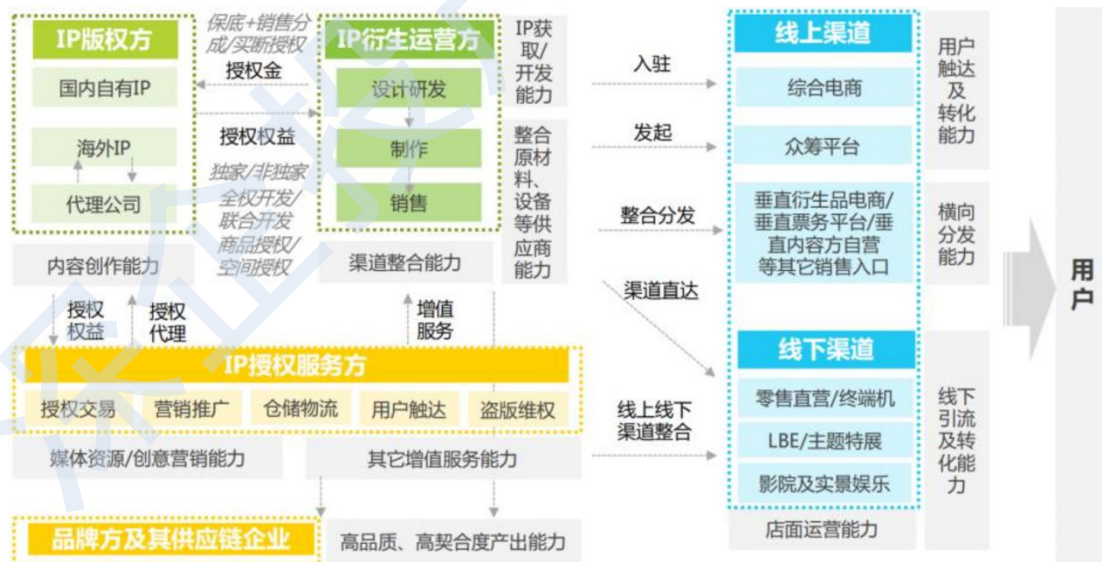 IP版权方
国内自有IP
海外IP
代理公司
内容创作能力
保底+销售分
成/买断授权
授权金
授权权益
独家/非独家
全权开发/
联合开发
商品授权/
空间授权
IP衍生运营方
设计研发
制作
销售
渠道整合能力
IP获
取/
开发
能力
整合
原材
料、
设备
等供
应商
能力
授权
权益
授权
代理
增值
服务
IP授权服务方
授权交易
营销推广
仓储物流
用户触达
盗版维权
媒体资源/创意营销能力
其它增值服务能力
品牌方及其供应链企业
高品质、高契合度产出能力
入驻
发起
整合分发
渠道直达
线上线下
渠道整合
线上渠道
综合电商
众筹平台
垂直衍生品电商/
垂直票务平台/垂
直内容方自营
等其它销售入口
线下渠道
零售直营/终端机
LBE/主题特展
影院及实景娱乐
店面运营能力
用户
触达
及
转化
能力
横向
分发
能力
线下
引流
及转
化能
力
用
户